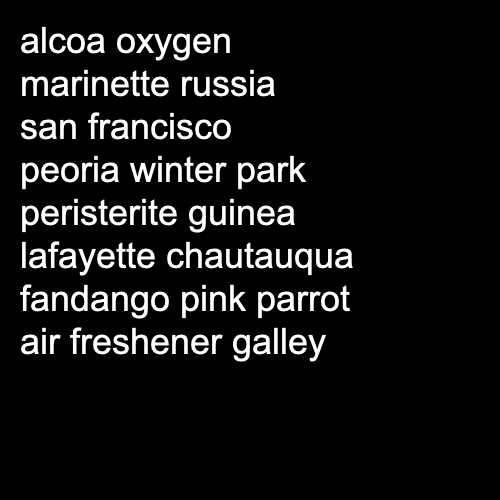 alcoa oxygen
marinette russia
san francisco
peoria winter park
peristerite guinea
lafayette chautauqua
fandango pink parrot
air freshener galley